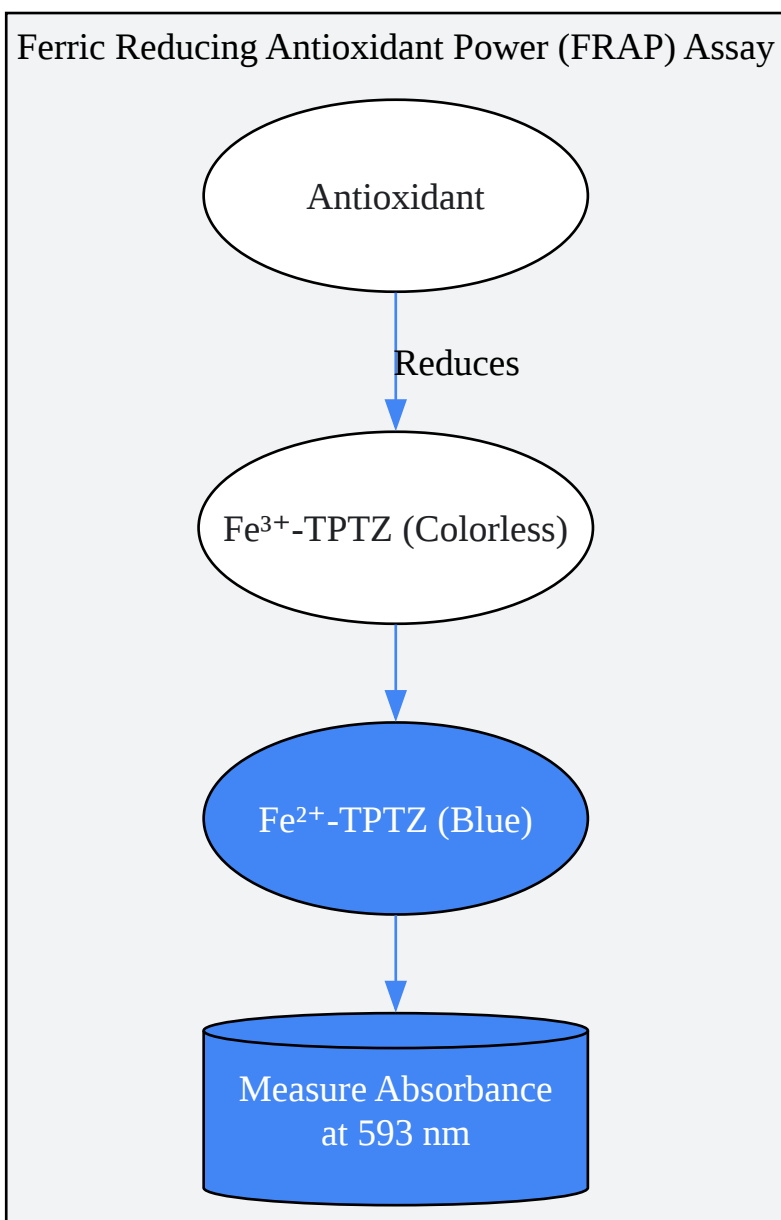 Ferric Reducing Antioxidant Power (FRAP) Assay
Antioxidant
Reduces
Fe³⁺-TPTZ (Colorless)
Fe²⁺-TPTZ (Blue)
Measure Absorbance
at 593 nm